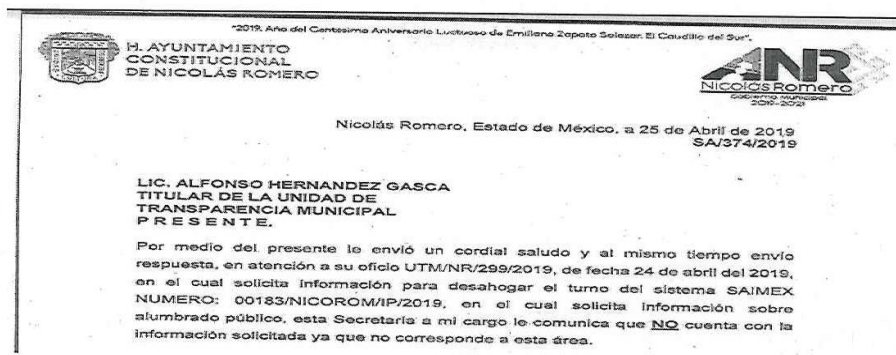 "2019. Año del Centésimo Aniversario Luctuoso de Emiliano Zapata Salazar. El Caudillo del Sur".
H. AYUNTAMIENTO
CONSTITUCIONAL
DE NICOLÁS ROMERO
ANR
Nicolás Romero
Gobierno Municipal
2019-2021
Nicolás Romero, Estado de México, a 25 de Abril de 2019
SA/374/2019
LIC. ALFONSO HERNANDEZ GASCA
TITULAR DE LA UNIDAD DE
TRANSPARENCIA MUNICIPAL
P R E S E N T E.
Por medio del presente le envió un cordial saludo y al mismo tiempo envío
respuesta, en atención a su oficio UTM/NR/299/2019, de fecha 24 de abril del 2019,
en el cual solicita información para desahogar el turno del sistema SAIMEX
NUMERO: 00183/NICOROM/IP/2019, en el cual solicita información sobre
alumbrado público, esta Secretaría a mi cargo le comunica que NO cuenta con la
información solicitada ya que no corresponde a esta área.